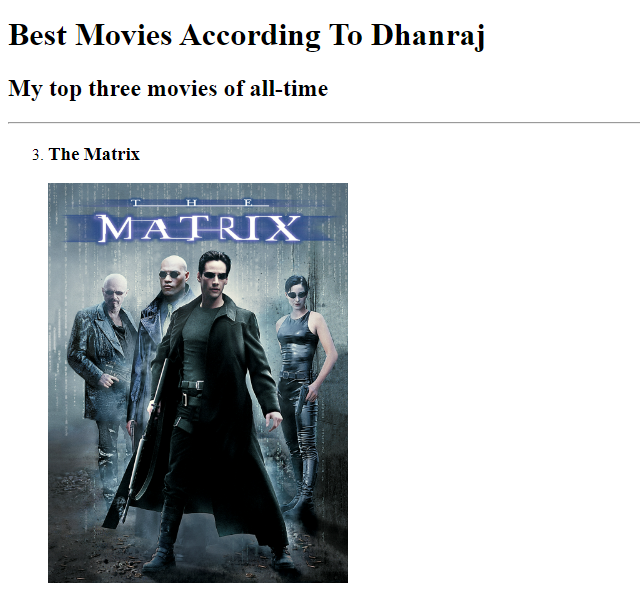 Best Movies According To Dhanraj
My top three movies of all-time
3. The Matrix
THE
MATRIX